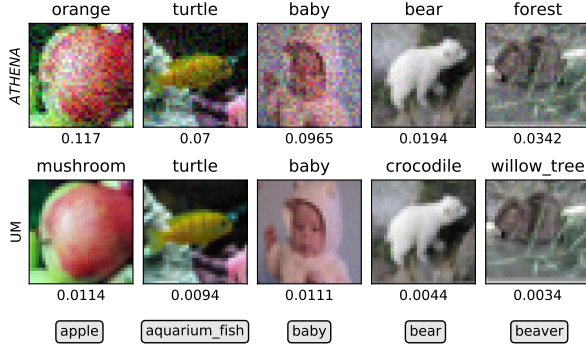 orange turtle baby bear forest
ATHENA
0.117 0.07 0.0965 0.0194 0.0342
mushroom turtle baby crocodile willow_tree
UM
0.0114 0.0094 0.0111 0.0044 0.0034
apple aquarium_fish baby bear beaver